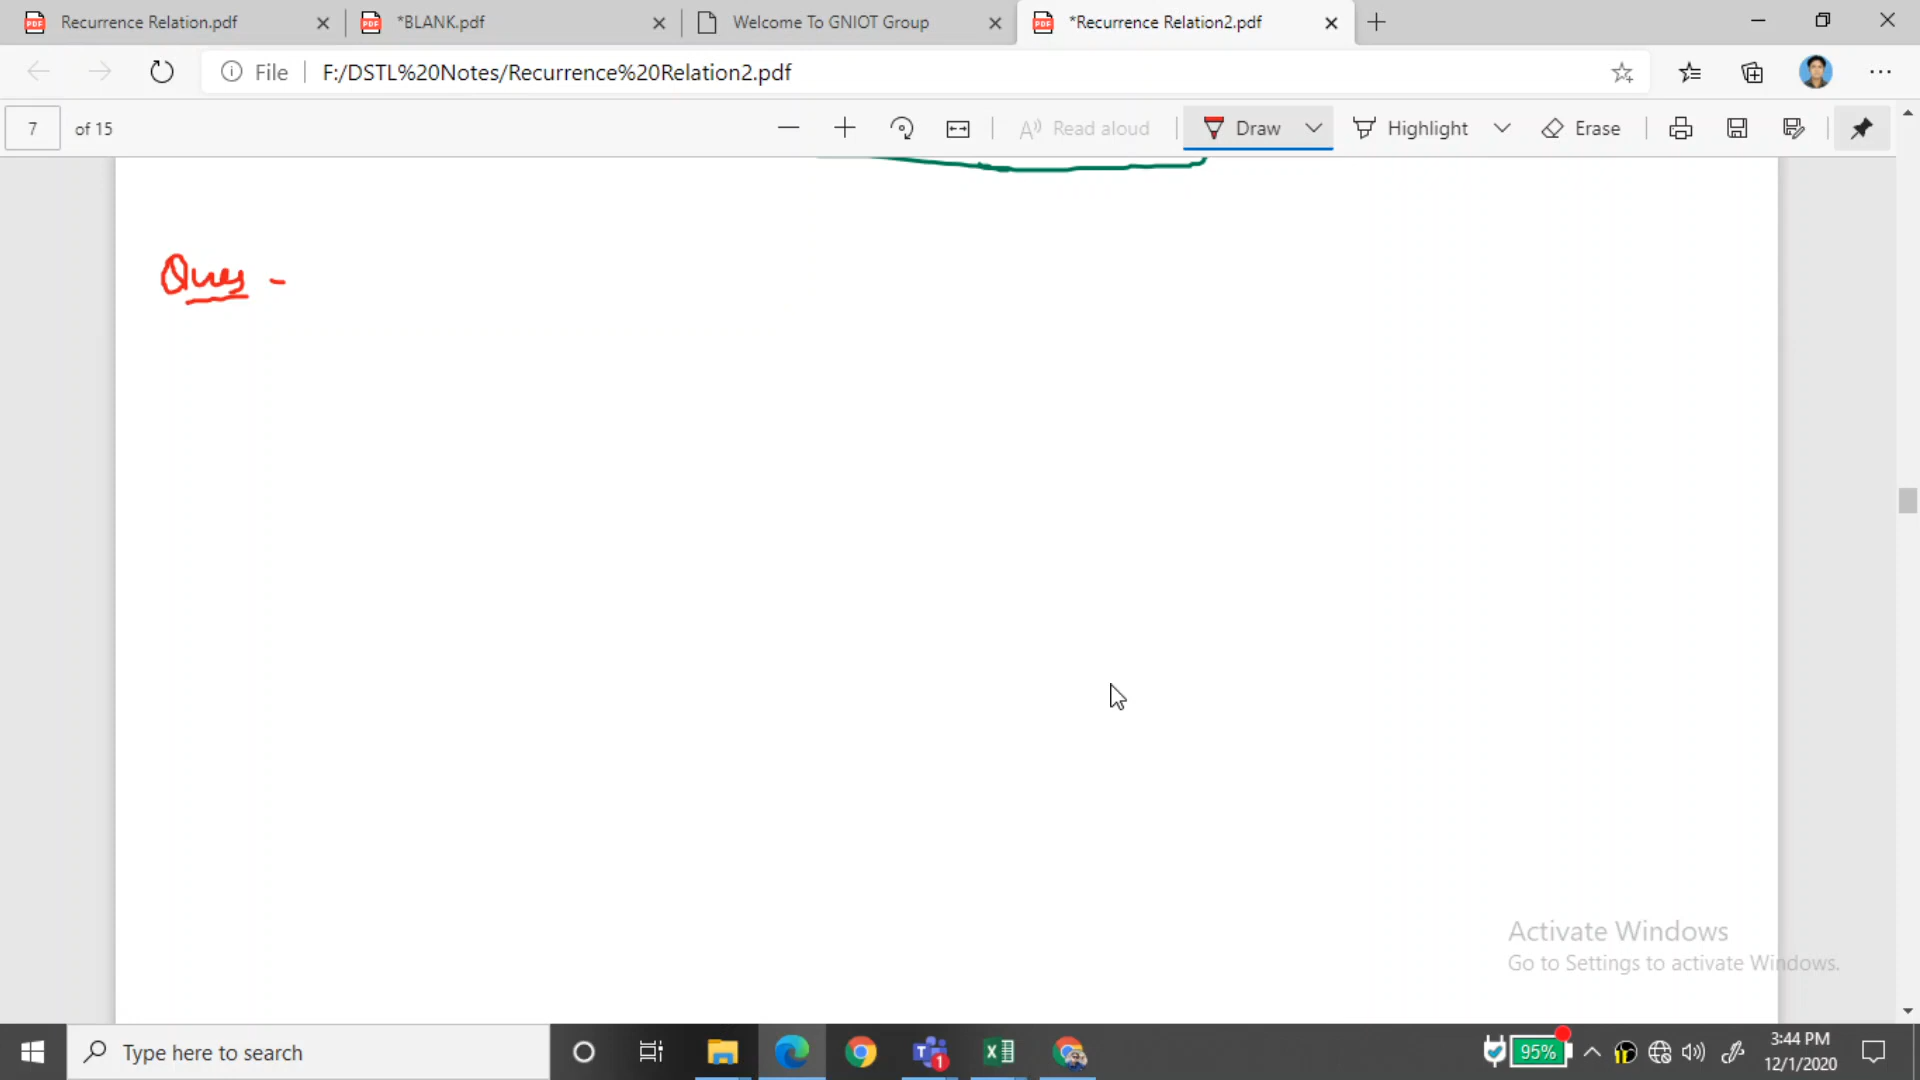 Recurrence Relation.pdf
*BLANK.pdf
Welcome To GNIOT Group
*Recurrence Relation2.pdf
File
F:/DSTL%20Notes/Recurrence%20Relation2.pdf
7 of 15
Read aloud
Draw
Highlight
Erase
Ques -
Activate Windows
Go to Settings to activate Windows.
Type here to search
1
95%
3:44 PM
12/1/2020